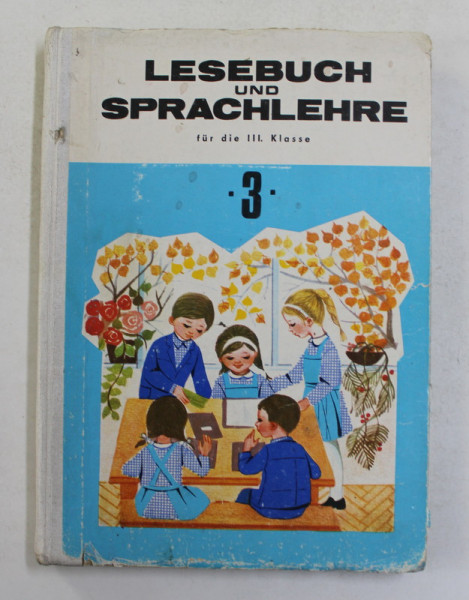 LESEBUCH
UND
SPRACHLEHRE
für die III. Klasse
·3·